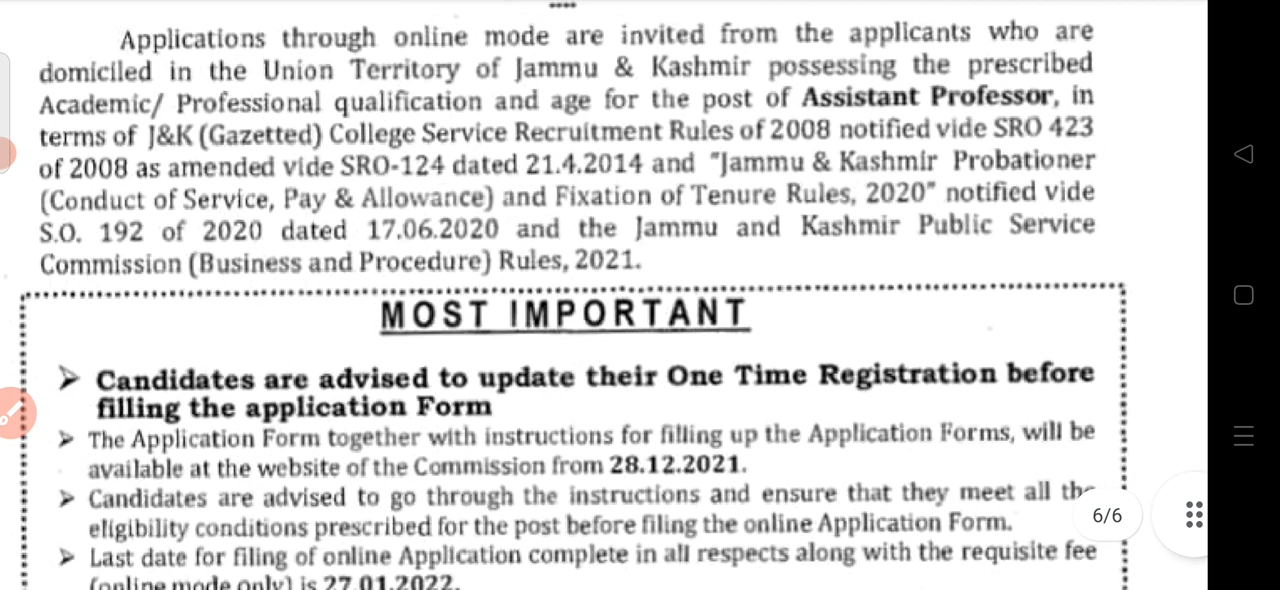 Applications through online mode are invited from the applicants who are
domiciled in the Union Territory of Jammu & Kashmir possessing the prescribed
Academic/ Professional qualification and age for the post of Assistant Professor, in
terms of J&K (Gazetted) College Service Recruitment Rules of 2008 notified vide SRO 423
of 2008 as amended vide SRO-124 dated 21.4.2014 and "Jammu & Kashmir Probationer
(Conduct of Service, Pay & Allowance) and Fixation of Tenure Rules, 2020" notified vide
S.O. 192 of 2020 dated 17.06.2020 and the Jammu and Kashmir Public Service
Commission (Business and Procedure) Rules, 2021.
MOST IMPORTANT
➢ Candidates are advised to update their One Time Registration before
filling the application Form
➢ The Application Form together with instructions for filling up the Application Forms, will be
available at the website of the Commission from 28.12.2021.
➢ Candidates are advised to go through the instructions and ensure that they meet all the
eligibility conditions prescribed for the post before filing the online Application Form.
6/6
➢ Last date for filing of online Application complete in all respects along with the requisite fee
(online mode only) is 27.01.2022.